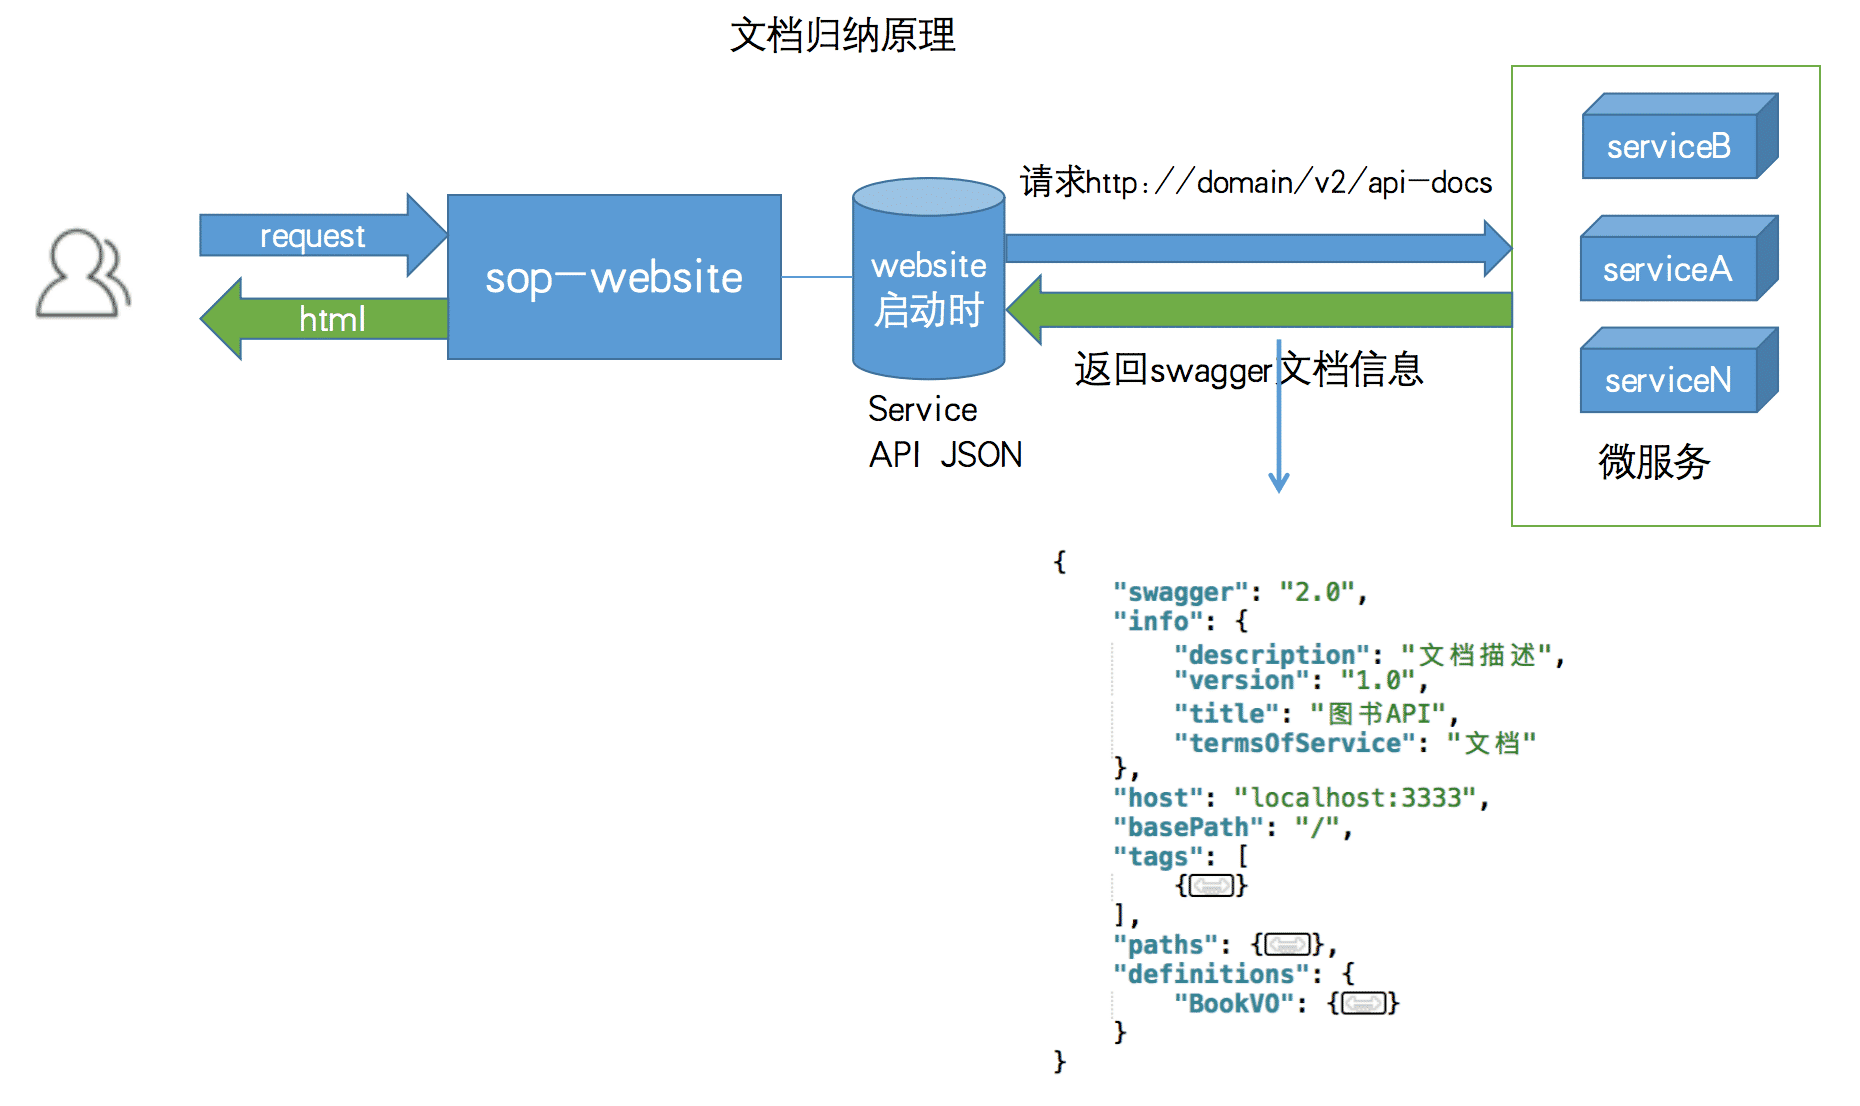 文档归纳原理
request
html
sop-website
website
启动时
Service
API JSON
请求http://domain/v2/api-docs
返回swagger文档信息
serviceB
serviceA
serviceN
微服务
{
"swagger": "2.0",
"info": {
"description": "文档描述",
"version": "1.0",
"title": "图书API",
"termsOfService": "文档"
},
"host": "localhost:3333",
"basePath": "/",
"tags": [
{}
],
"paths": {},
"definitions": {
"BookVO": {}
}
}